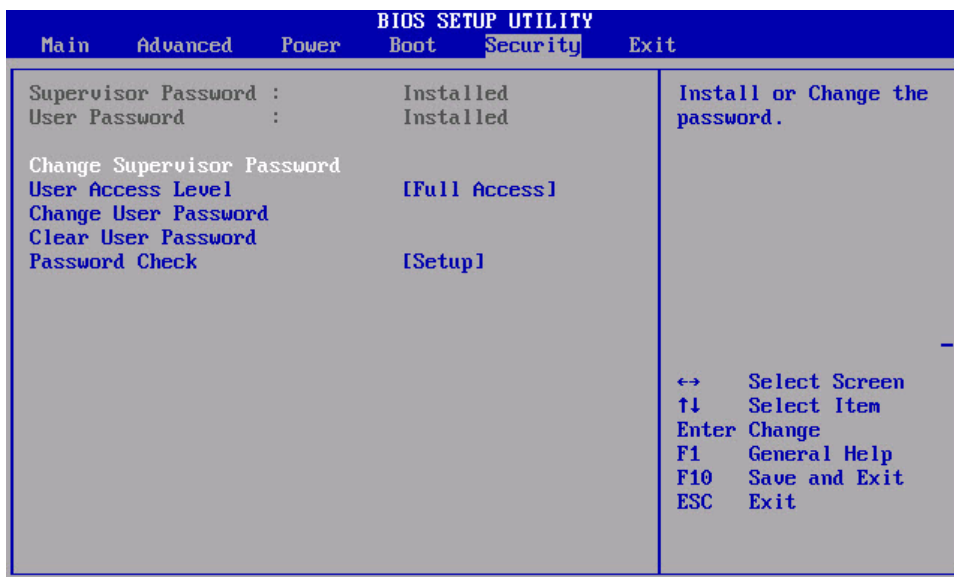 BIOS SETUP UTILITY
Main Advanced Power Boot Security Exit
Supervisor Password : Installed
User Password : Installed
Change Supervisor Password
User Access Level [Full Access]
Change User Password
Clear User Password
Password Check [Setup]
Install or Change the
password.
←→ Select Screen
↑↓ Select Item
Enter Change
F1 General Help
F10 Save and Exit
ESC Exit